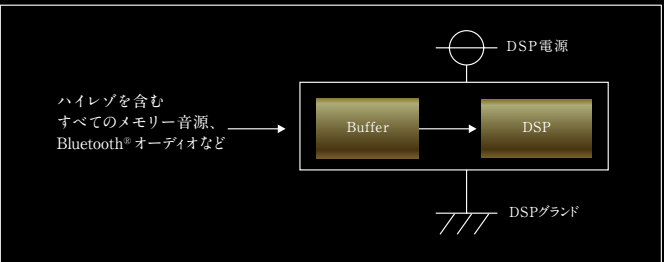 DSP電源
ハイレゾを含む
すべてのメモリー音源、
Bluetooth® オーディオなど
Buffer
DSP
DSPグランド